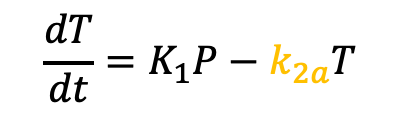 dT/dt = K₁P − k₂ₐT